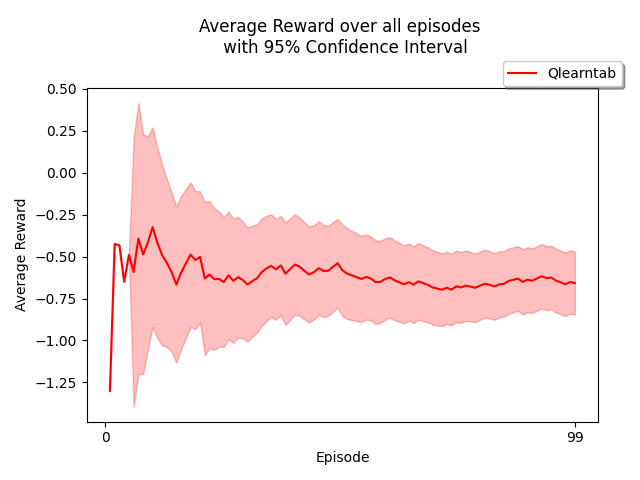 Average Reward over all episodes
with 95% Confidence Interval
Qlearntab
0.50
0.25
0.00
−0.25
−0.50
−0.75
−1.00
−1.25
Average Reward
0
99
Episode